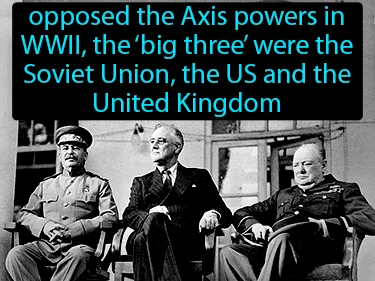 opposed the Axis powers in
WWII, the ‘big three’ were the
Soviet Union, the US and the
United Kingdom